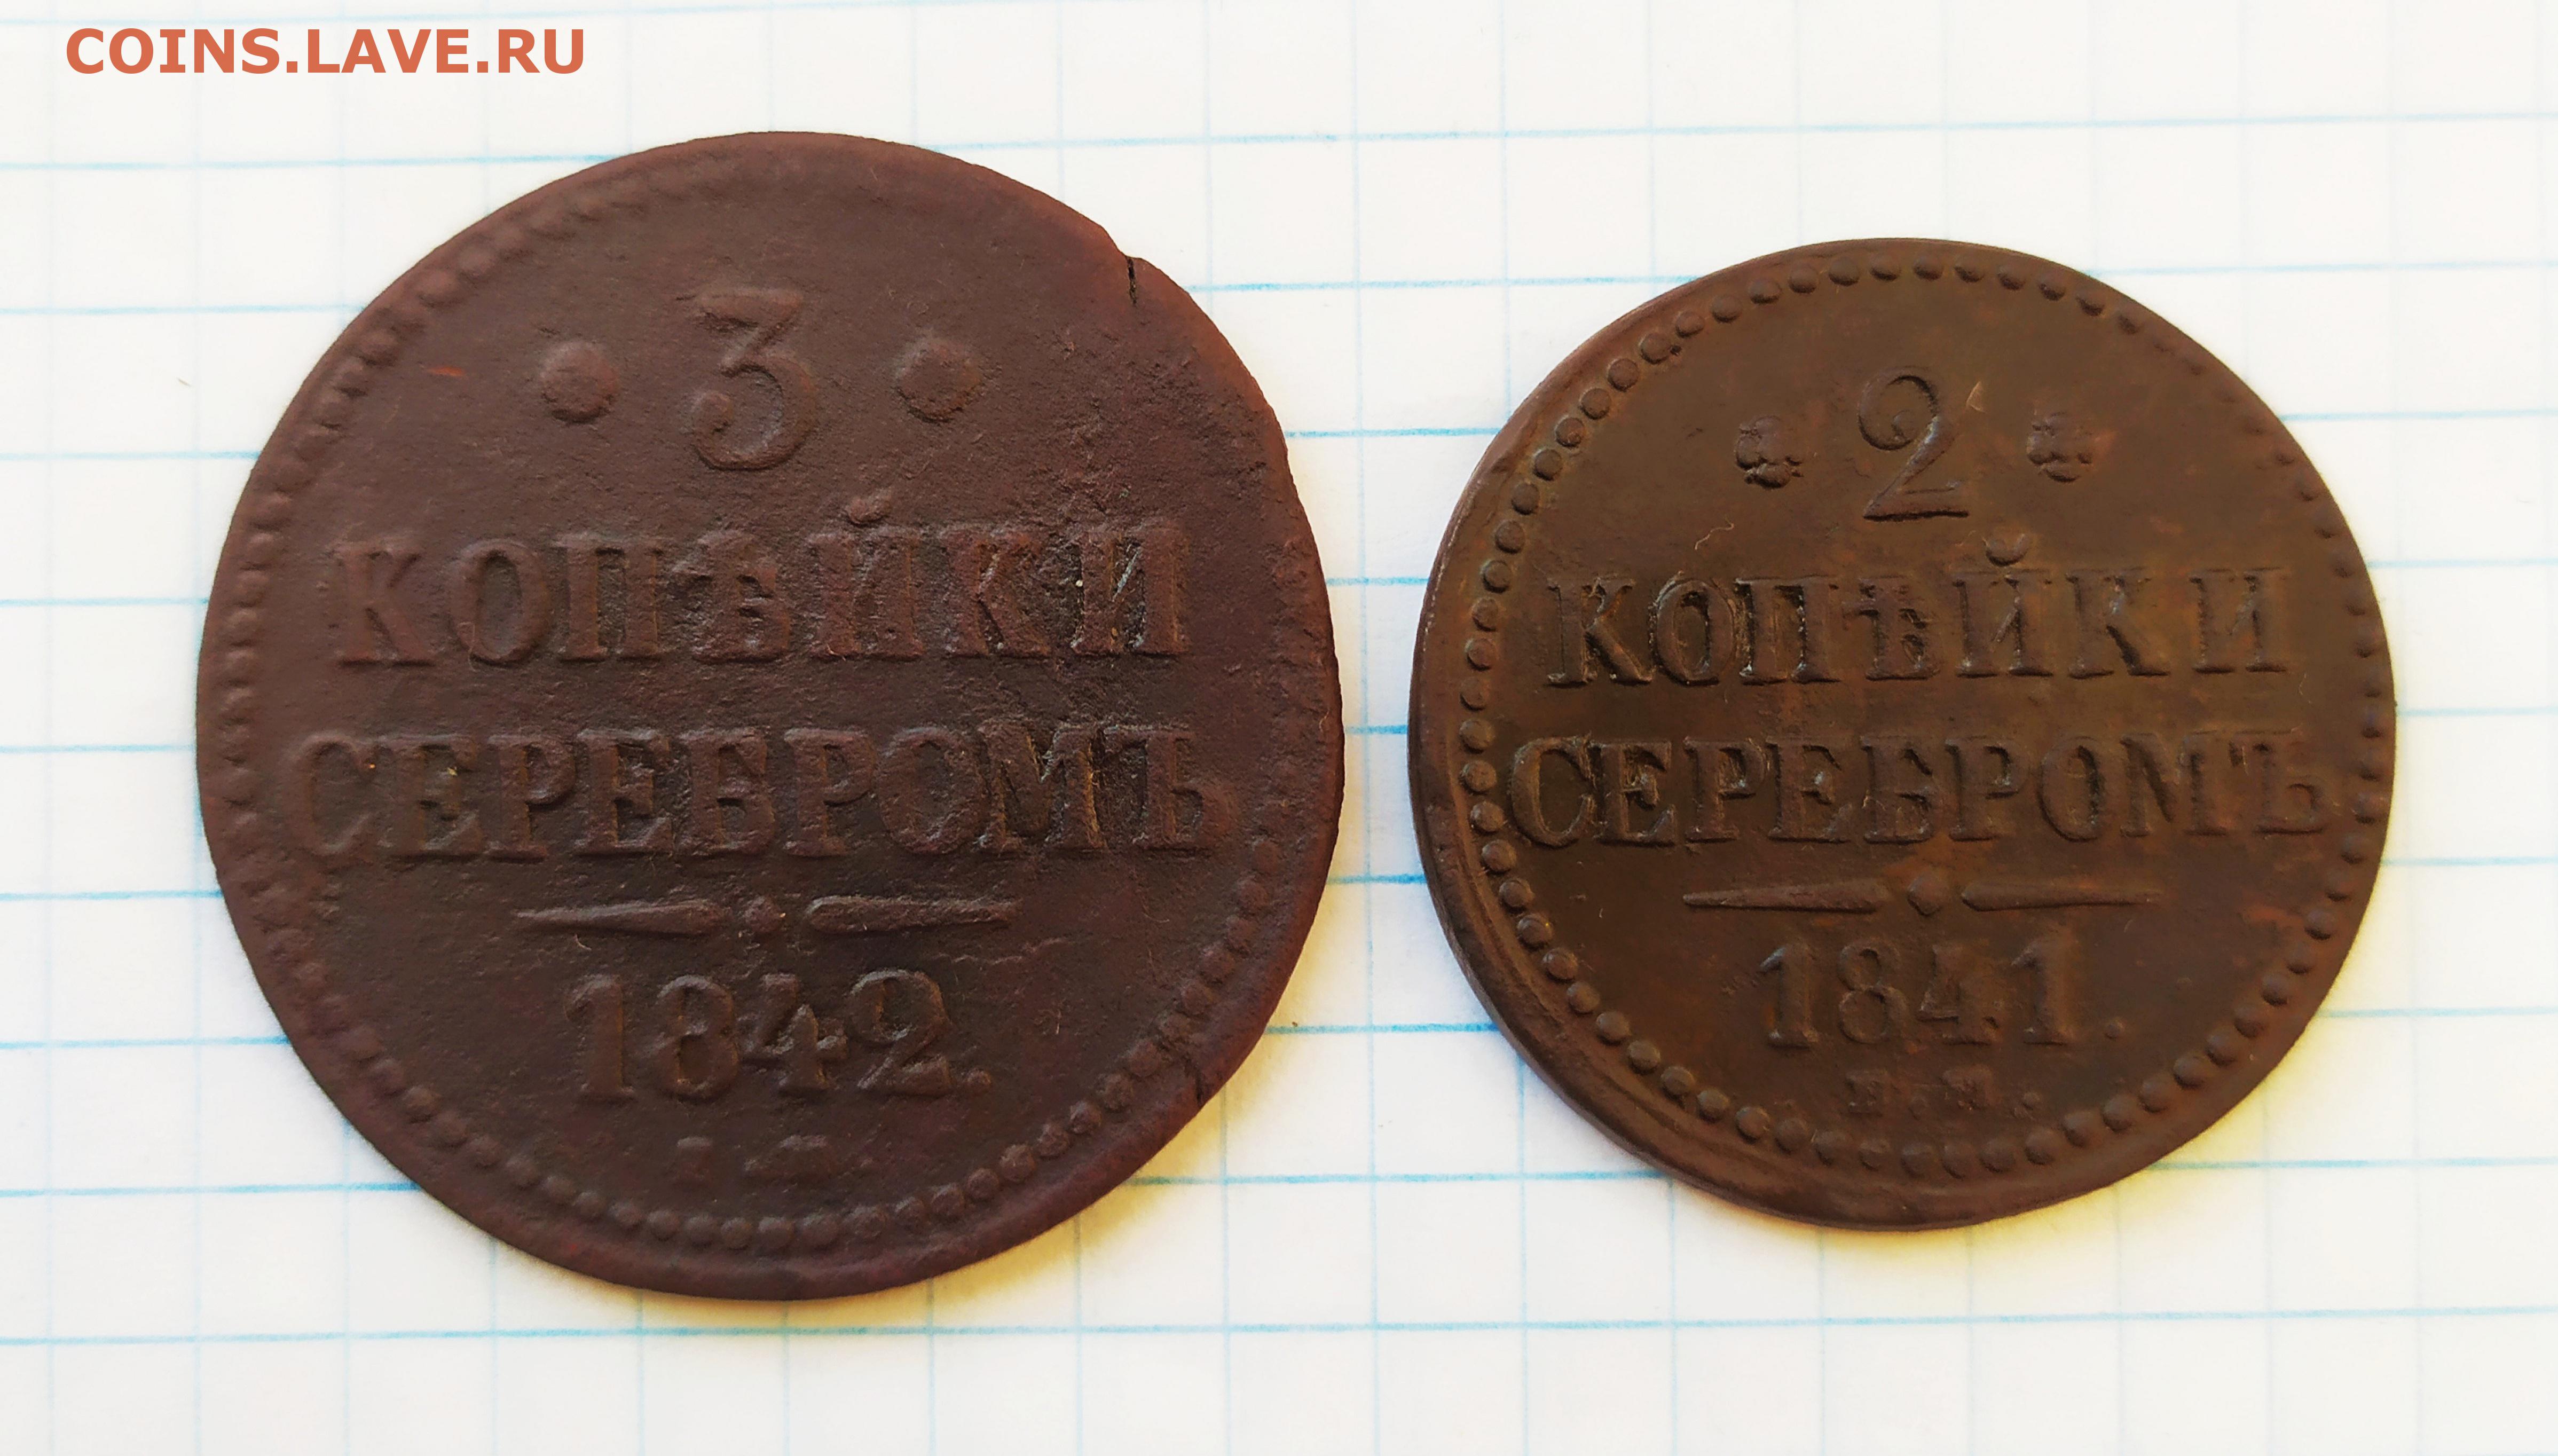 COINS.LAVE.RU
3
КОПѢЙКИ
СЕРЕБРОМЪ
1842.
2
КОПѢЙКИ
СЕРЕБРОМЪ
1841.